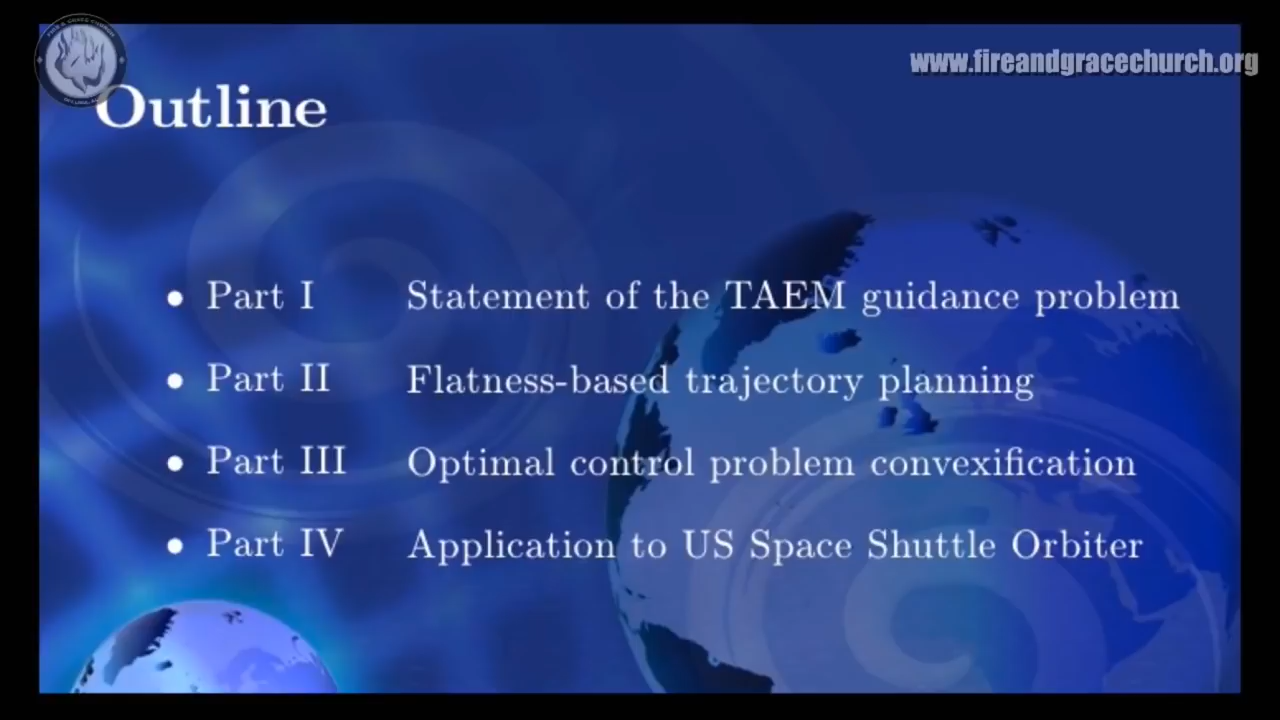 www.fireandgracechurch.org
Outline
• Part I Statement of the TAEM guidance problem
• Part II Flatness-based trajectory planning
• Part III Optimal control problem convexification
• Part IV Application to US Space Shuttle Orbiter